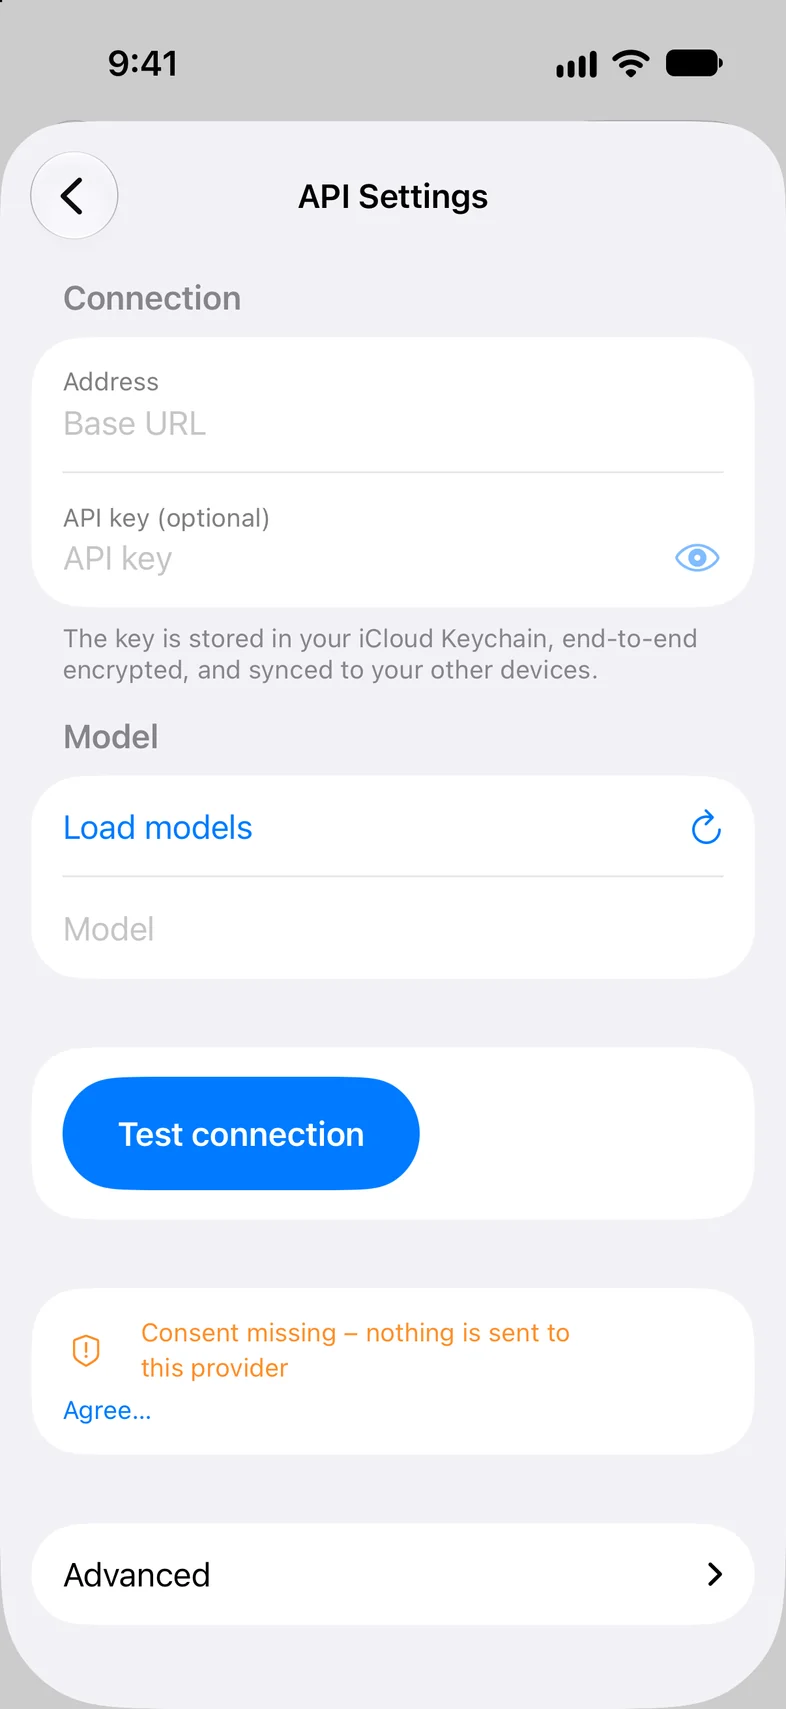 9:41
API Settings
Connection
Address
Base URL
API key (optional)
API key
The key is stored in your iCloud Keychain, end-to-end
encrypted, and synced to your other devices.
Model
Load models
Model
Test connection
Consent missing – nothing is sent to
this provider
Agree...
Advanced